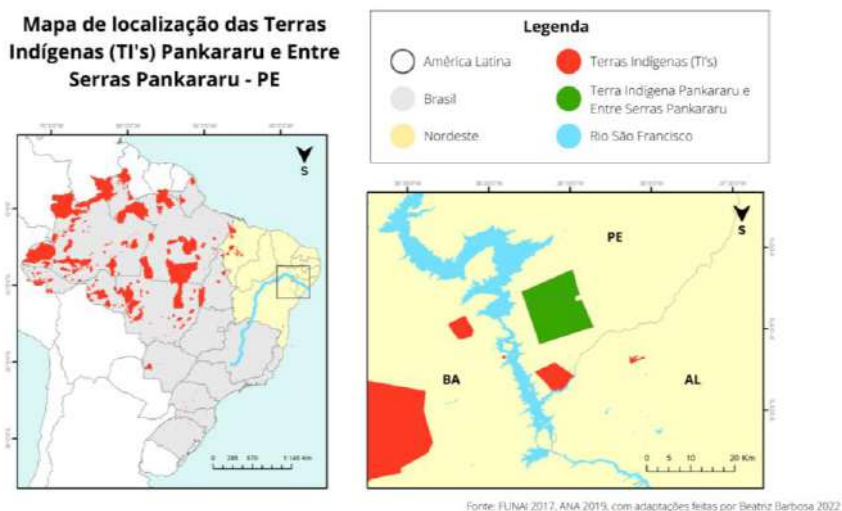 Mapa de localização das Terras
Indígenas (TI's) Pankararu e Entre
Serras Pankararu - PE
Legenda
América Latina
Terras Indígenas (TI's)
Brasil
Terra Indígena Pankararu e
Entre Serras Pankararu
Nordeste
Rio São Francisco
S
S
PE
BA
AL
0 20 Km
Fonte: FUNAI 2017, ANA 2019, com adaptações feitas por Beatriz Barbosa 2022